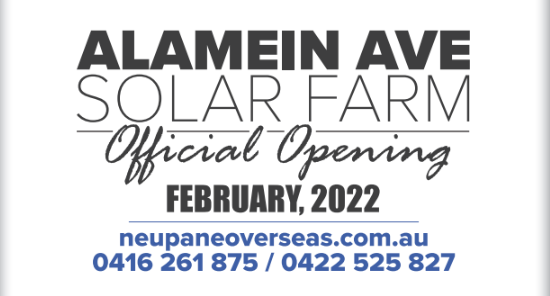 ALAMEIN AVE
SOLAR FARM
Official Opening
FEBRUARY, 2022
neupaneoverseas.com.au
0416 261 875 / 0422 525 827